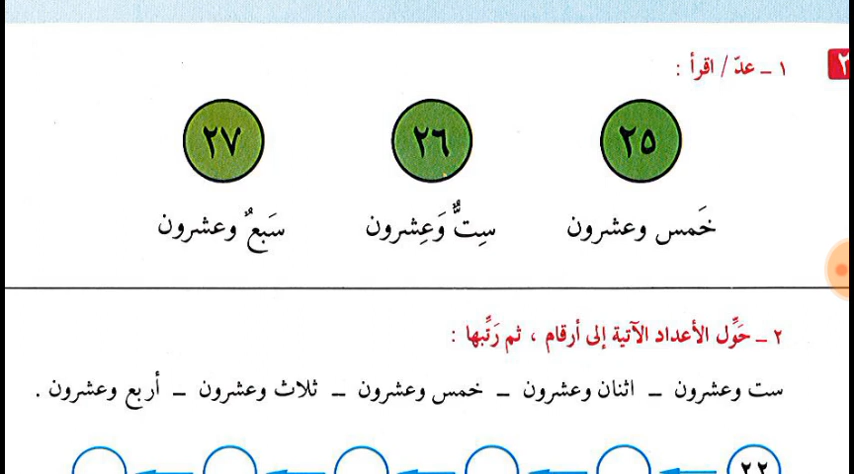 ٢
١ – عدّ / اقرأ :
٢٥ ٢٦ ٢٧
خَمس وعشرون سِتٌّ وَعِشرون سَبعٌ وعشرون
٢ – حَوِّل الأعداد الآتية إلى أرقام ، ثم رَتِّبها :
ست وعشرون – اثنان وعشرون – خمس وعشرون – ثلاث وعشرون – أربع وعشرون .
٢٢